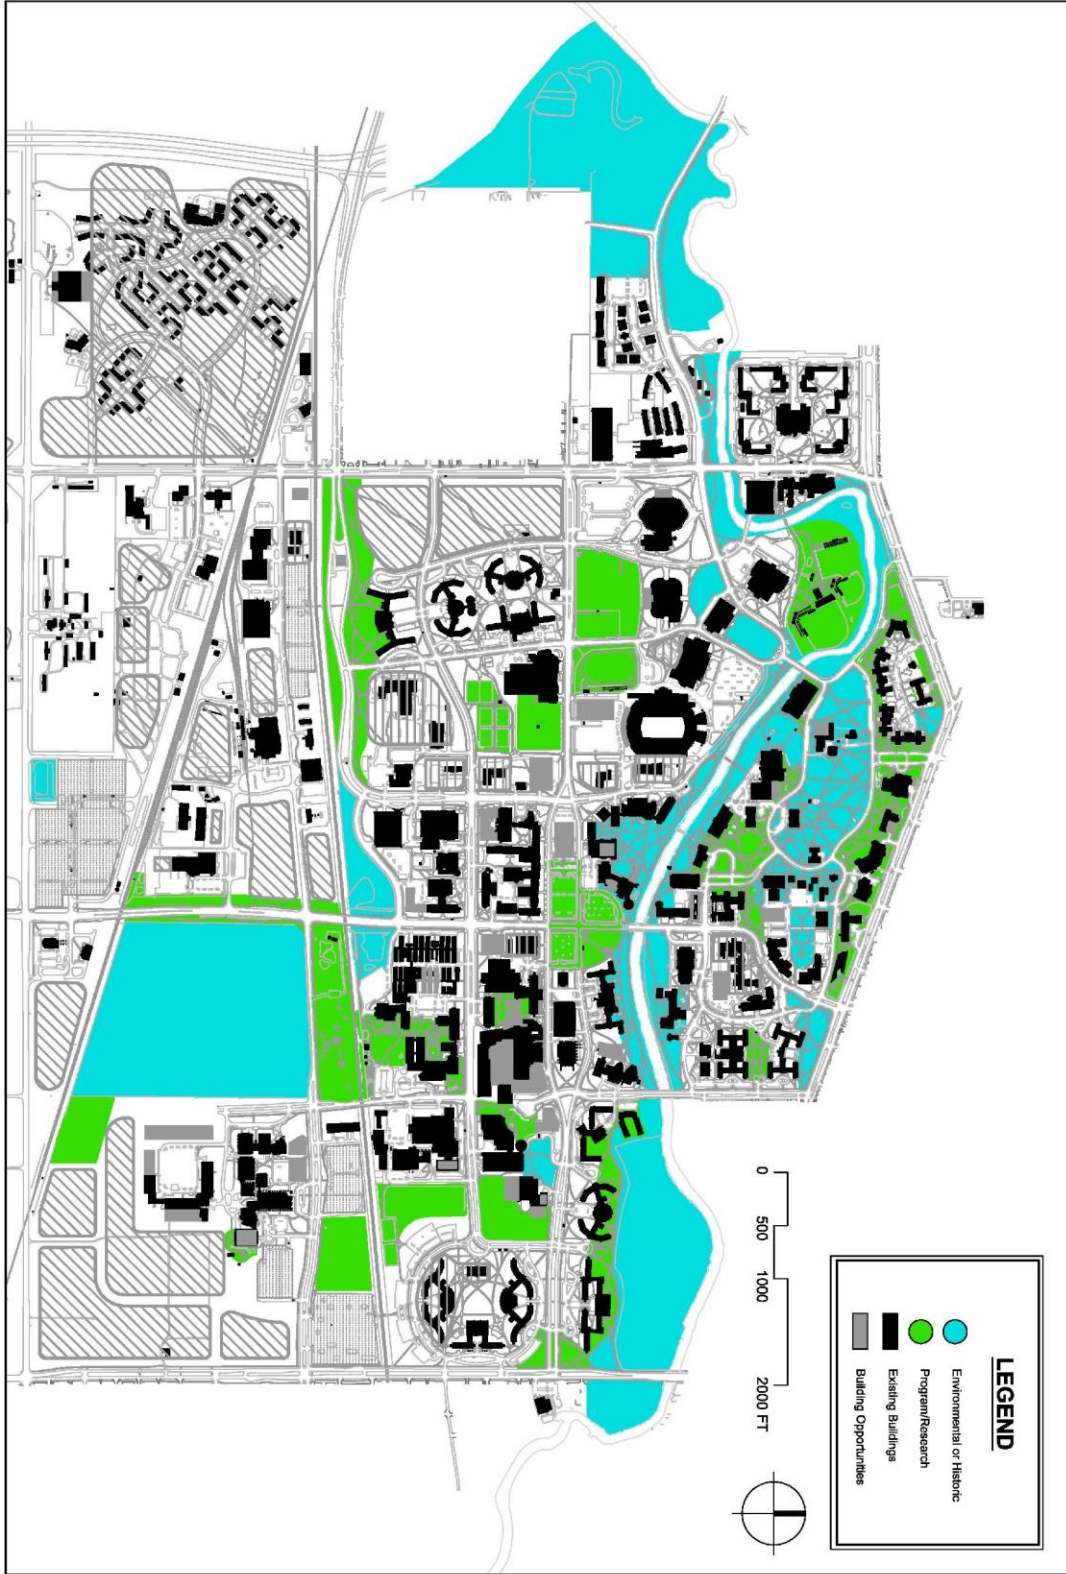 LEGEND
Environmental or Historic
Program/Research
Existing Buildings
Building Opportunities
0 500 1000 2000 FT